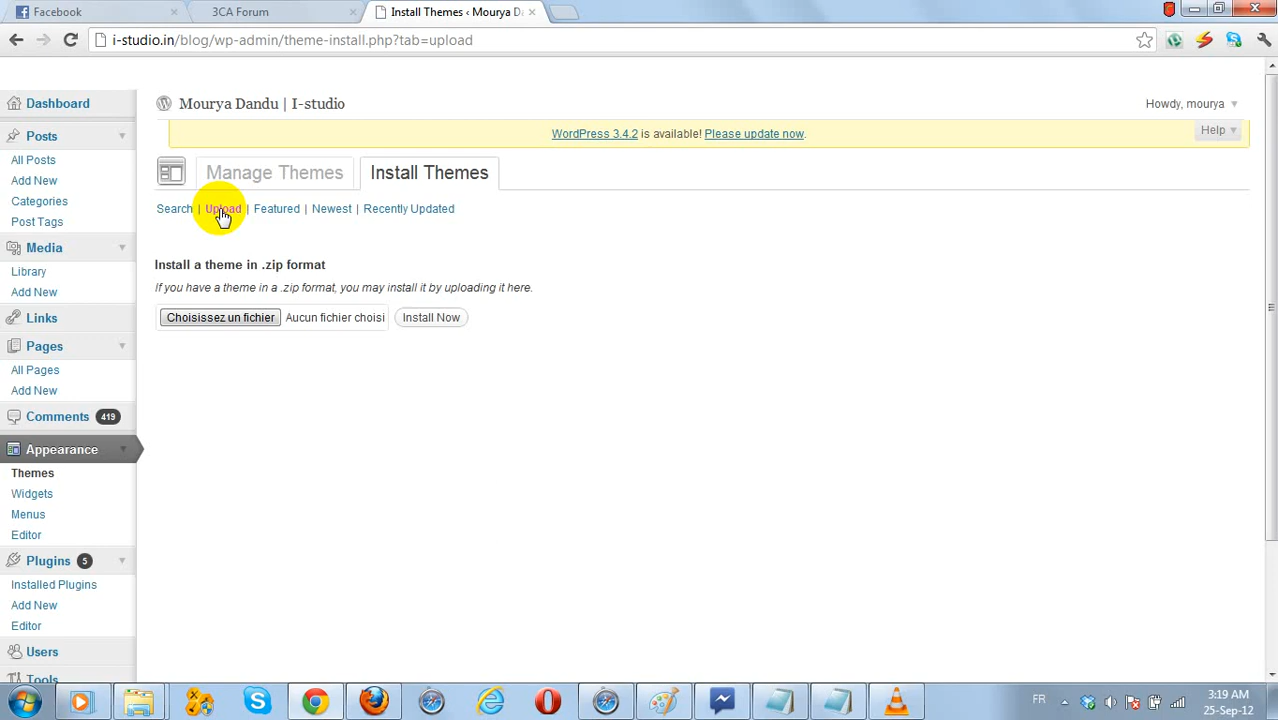 Facebook
3CA Forum
Install Themes ‹ Mourya Da
i-studio.in/blog/wp-admin/theme-install.php?tab=upload
Mourya Dandu | I-studio
Howdy, mourya
WordPress 3.4.2 is available! Please update now.
Help
Manage Themes
Install Themes
Search | Upload | Featured | Newest | Recently Updated
Install a theme in .zip format
If you have a theme in a .zip format, you may install it by uploading it here.
Choisissez un fichier Aucun fichier choisi Install Now
Dashboard
Posts
All Posts
Add New
Categories
Post Tags
Media
Library
Add New
Links
Pages
All Pages
Add New
Comments 419
Appearance
Themes
Widgets
Menus
Editor
Plugins 5
Installed Plugins
Add New
Editor
Users
Tools
FR
3:19 AM
25-Sep-12